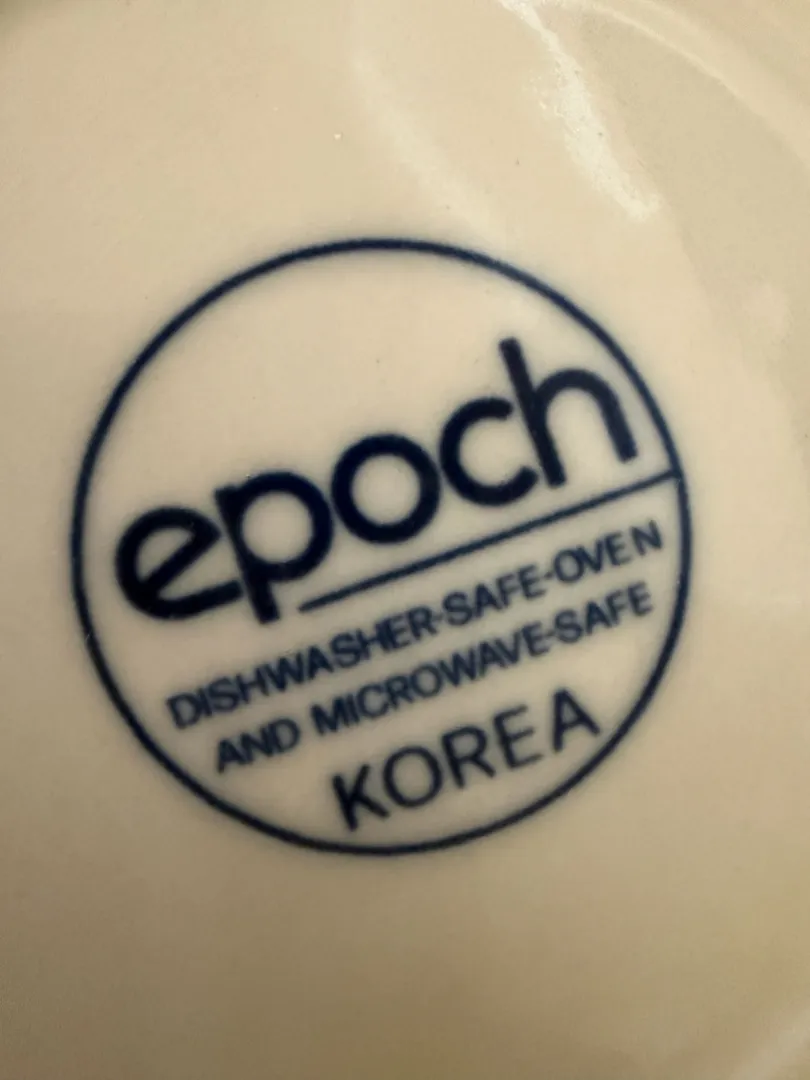 epoch
DISHWASHER-SAFE-OVEN
AND MICROWAVE-SAFE
KOREA